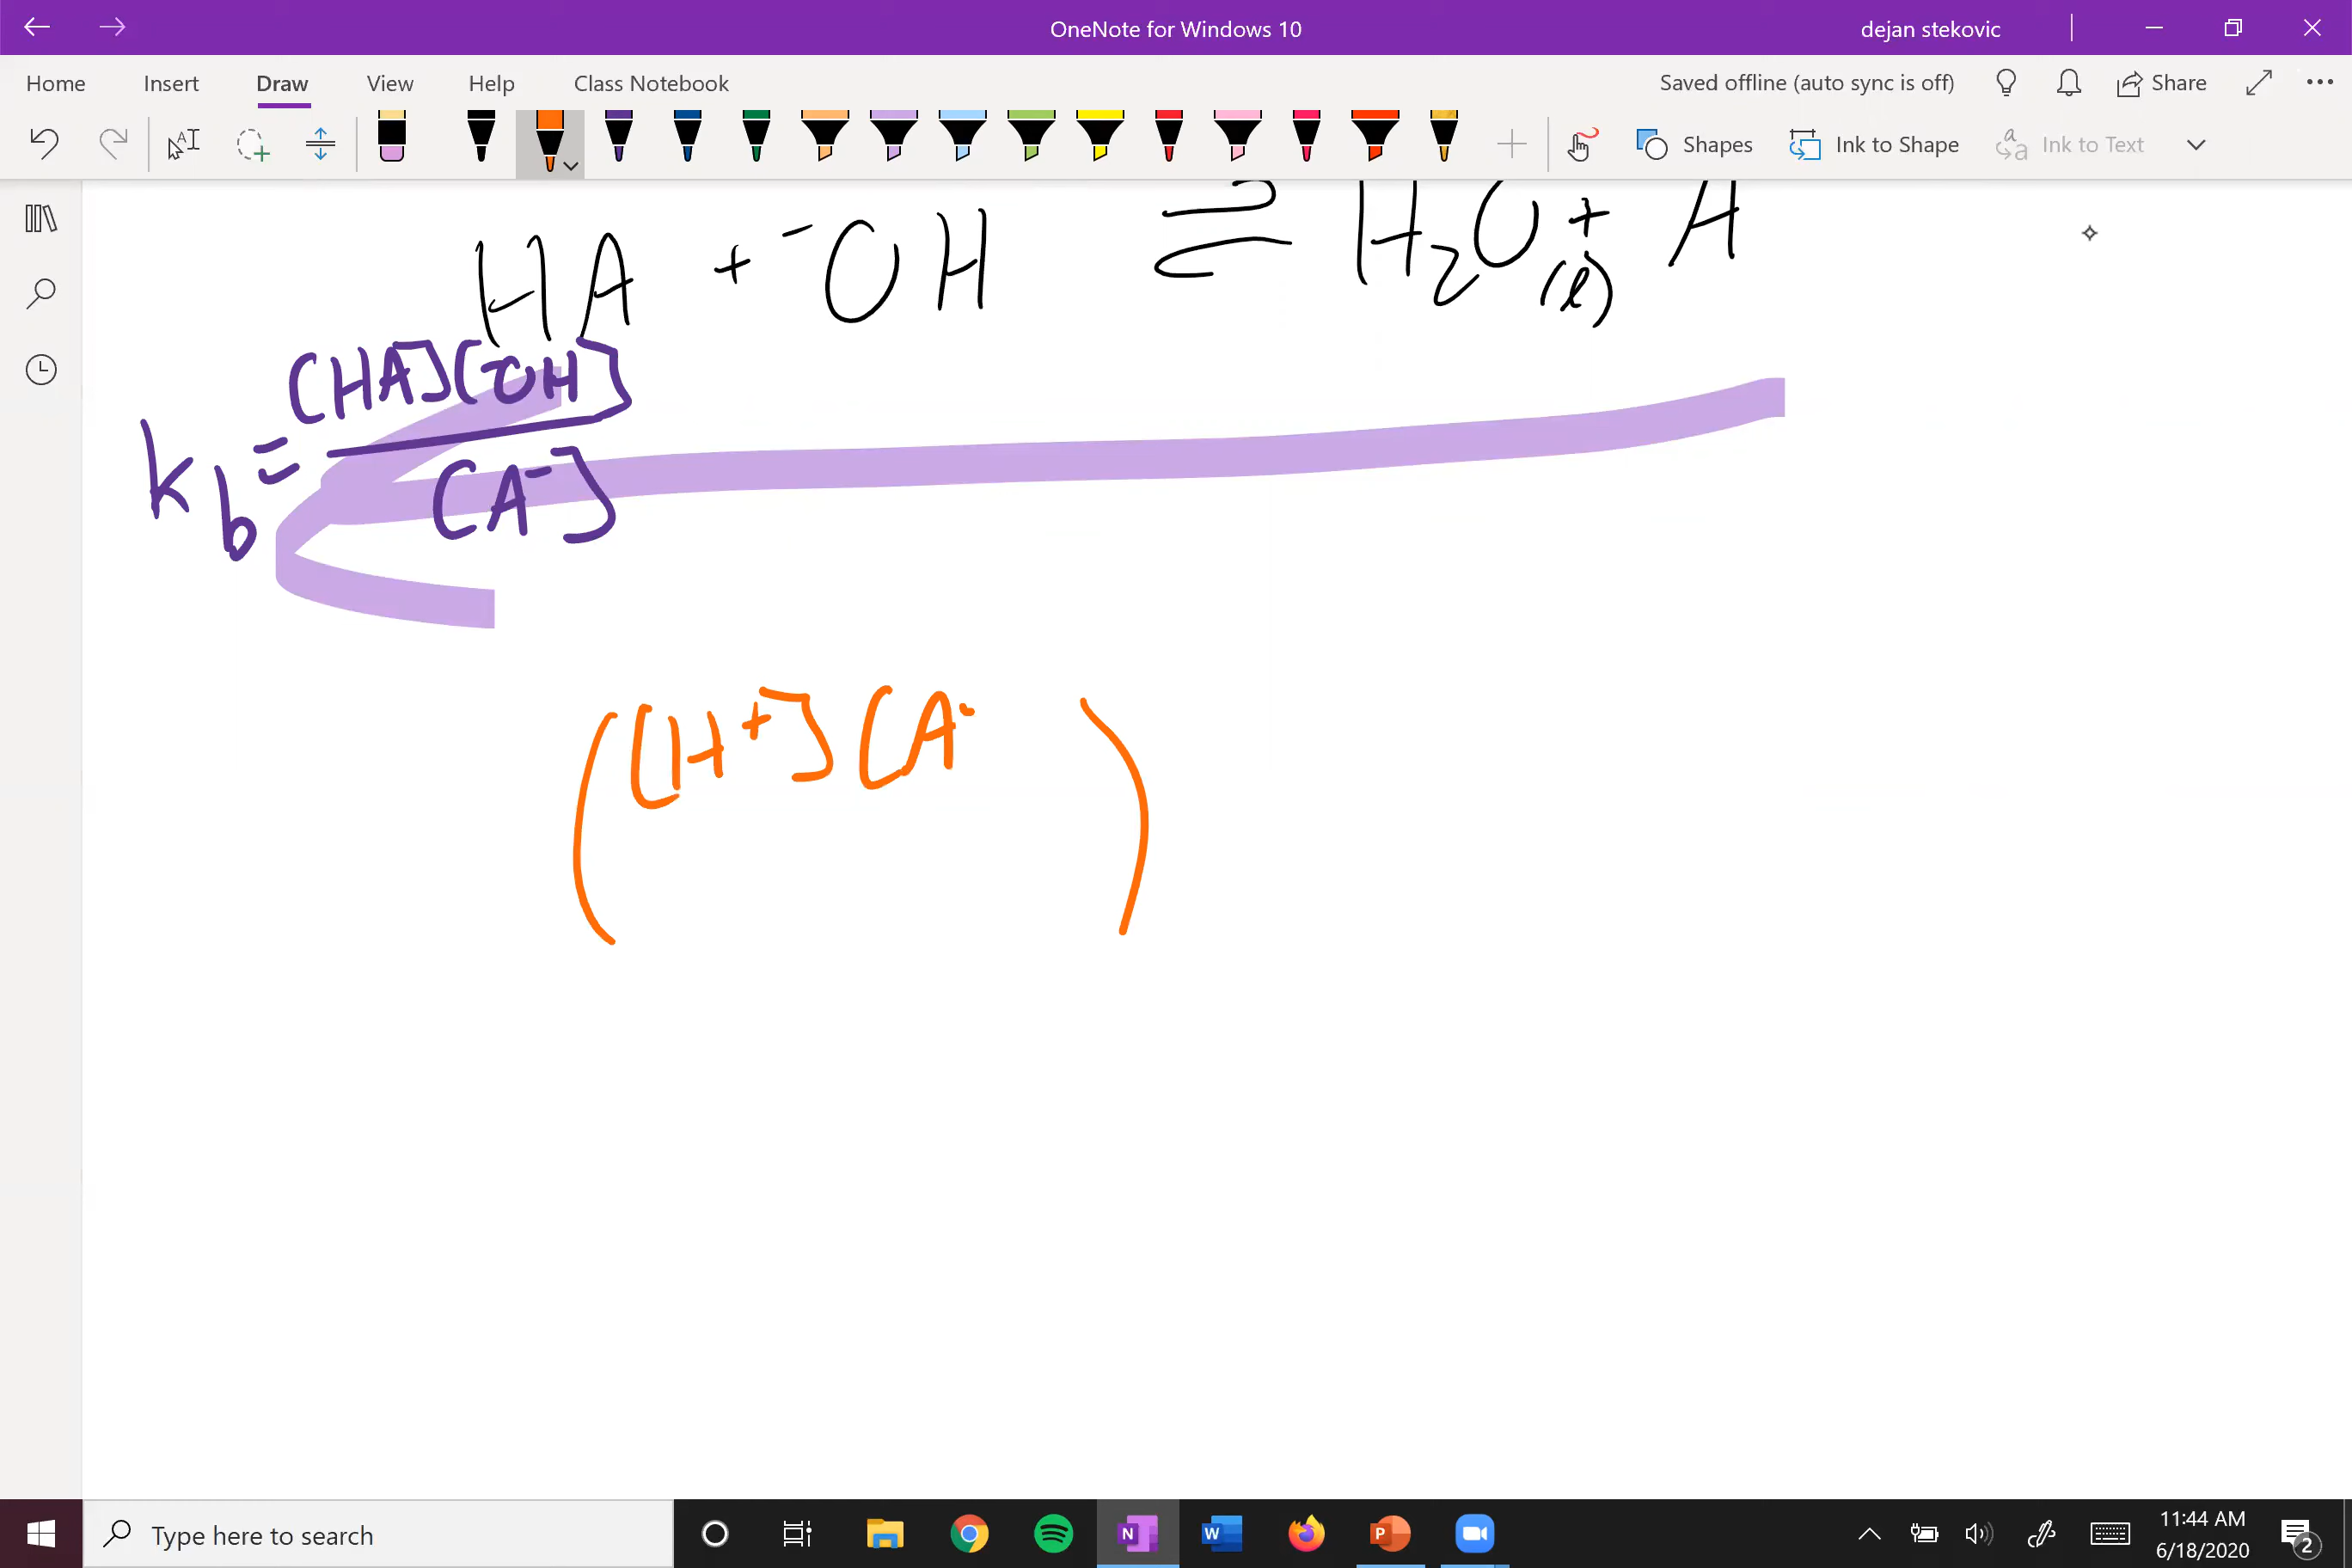 OneNote for Windows 10
dejan stekovic
Home Insert Draw View Help Class Notebook
Saved offline (auto sync is off) Share
Shapes Ink to Shape Ink to Text
HA + ⁻OH ⇌ H₂O(l) + A
k_b = [HA][⁻OH] / [A⁻]
([H⁺][A⁻ )
Type here to search
11:44 AM
6/18/2020
2